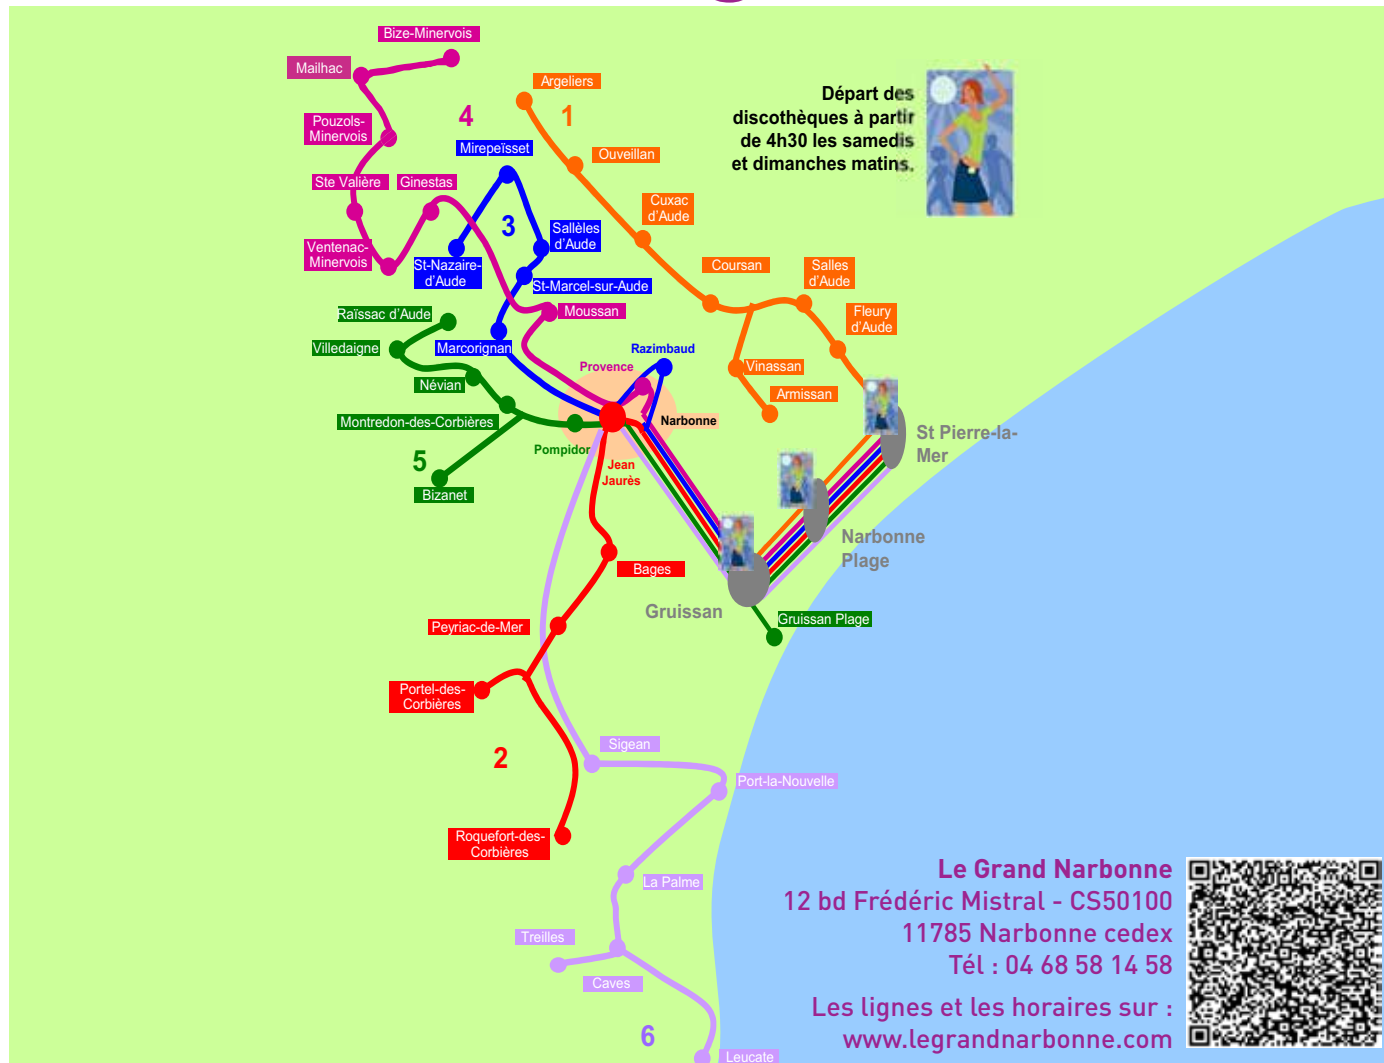 Bize-Minervois
Mailhac
Argeliers
Départ des
discothèques à partir
de 4h30 les samedis
et dimanches matins.
4
1
Pouzols-
Minervois
Mirepeïsset
Ouveillan
Ste Valière
Ginestas
Cuxac
d'Aude
3
Sallèles
d'Aude
Ventenac-
Minervois
St-Nazaire-
d'Aude
Coursan
Salles
d'Aude
St-Marcel-sur-Aude
Raïssac d'Aude
Moussan
Fleury
d'Aude
Villedaigne
Marcorignan
Razimbaud
Provence
Vinassan
Névian
Armissan
Montredon-des-Corbières
Narbonne
St Pierre-la-
Mer
Pompidor
5
Jean
Jaurès
Bizanet
Narbonne
Plage
Bages
Gruissan
Gruissan Plage
Peyriac-de-Mer
Portel-des-
Corbières
2
Sigean
Port-la-Nouvelle
Roquefort-des-
Corbières
La Palme
Treilles
Caves
6
Leucate
Le Grand Narbonne
12 bd Frédéric Mistral - CS50100
11785 Narbonne cedex
Tél : 04 68 58 14 58
Les lignes et les horaires sur :
www.legrandnarbonne.com